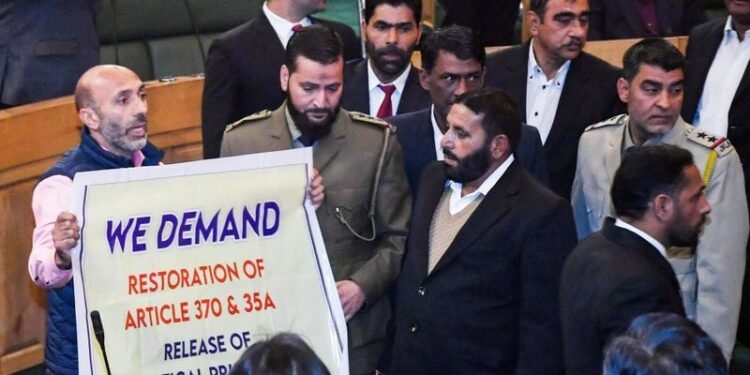 WE DEMAND
RESTORATION OF
ARTICLE 370 & 35A
RELEASE OF